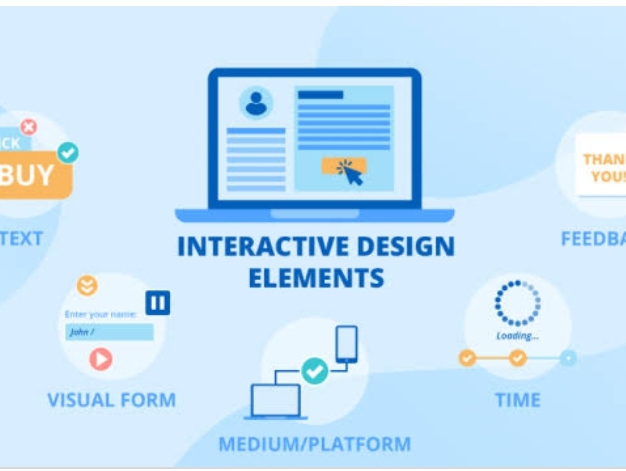 INTERACTIVE DESIGN
ELEMENTS
CK
BUY
TEXT
THAN
YOU!
FEEDBA
Enter your name:
John /
VISUAL FORM
MEDIUM/PLATFORM
Loading...
TIME